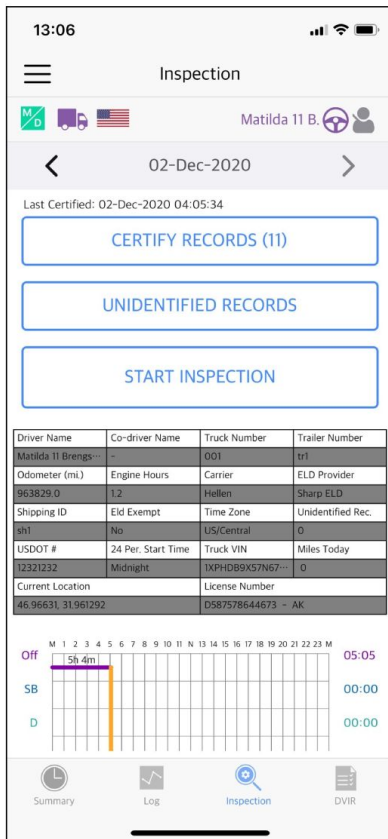 13:06
Inspection
M/D
Matilda 11 B.
02-Dec-2020
Last Certified: 02-Dec-2020 04:05:34
CERTIFY RECORDS (11)
UNIDENTIFIED RECORDS
START INSPECTION
Driver Name Co-driver Name Truck Number Trailer Number
Matilda 11 Brengs... - 001 tr1
Odometer (mi.) Engine Hours Carrier ELD Provider
963829.0 1.2 Hellen Sharp ELD
Shipping ID Eld Exempt Time Zone Unidentified Rec.
sh1 No US/Central 0
USDOT # 24 Per. Start Time Truck VIN Miles Today
12321232 Midnight 1XPHDB9X57N67... 0
Current Location License Number
46.96631, 31.961292 D587578644673 - AK
M 1 2 3 4 5 6 7 8 9 10 11 N 13 14 15 16 17 18 19 20 21 22 23 M
Off 5h 4m 05:05
SB 00:00
D 00:00
Summary Log Inspection DVIR